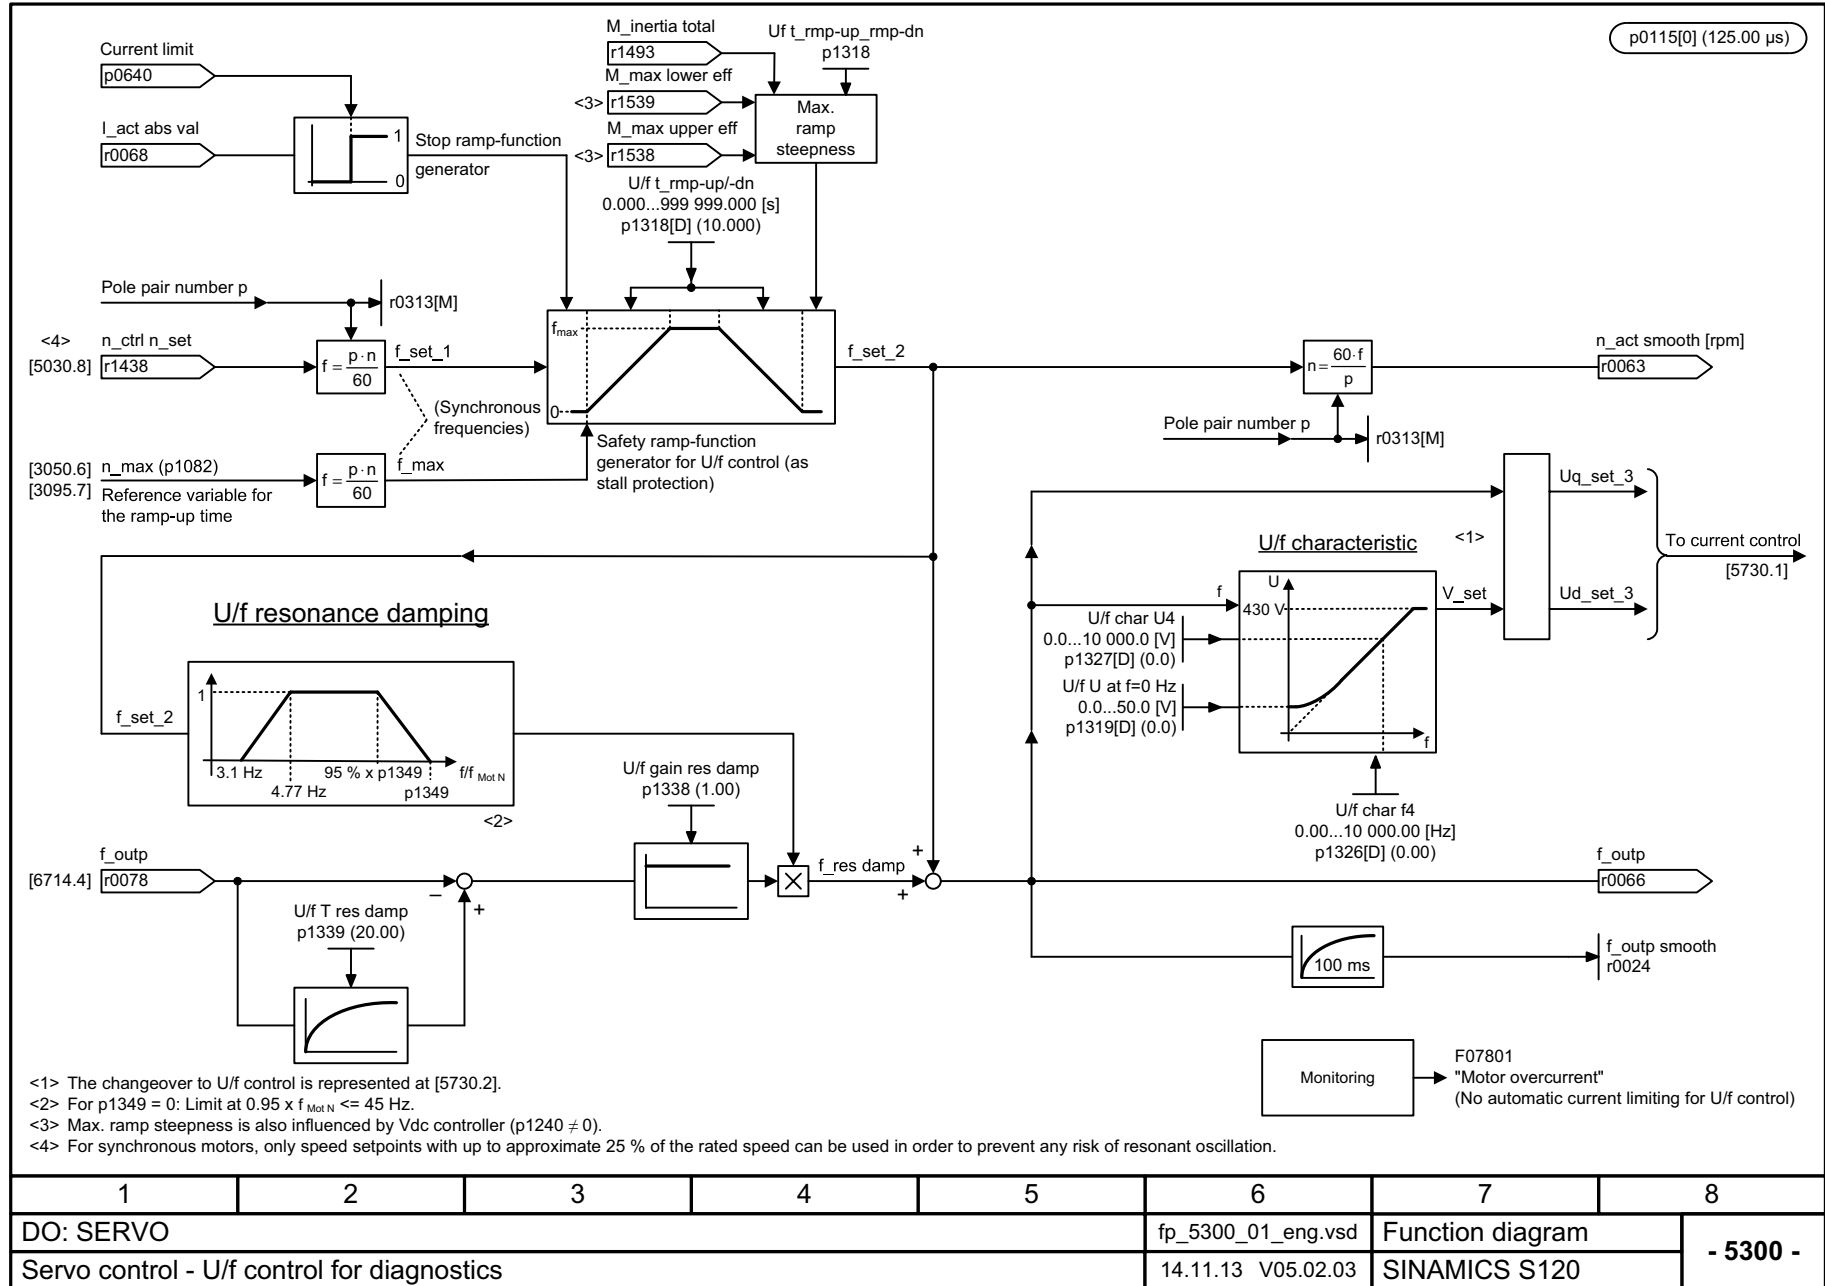 p0115[0] (125.00 µs)
Current limit
p0640
I_act abs val
r0068
1
0
Stop ramp-function
generator
M_inertia total
r1493
M_max lower eff
<3> r1539
M_max upper eff
<3> r1538
Uf t_rmp-up_rmp-dn
p1318
Max.
ramp
steepness
U/f t_rmp-up/-dn
0.000...999 999.000 [s]
p1318[D] (10.000)
Pole pair number p
r0313[M]
<4>
n_ctrl n_set
[5030.8] r1438
f = p·n
60
f_set_1
(Synchronous
frequencies)
fmax
0
f_set_2
n = 60·f
p
n_act smooth [rpm]
r0063
Pole pair number p
r0313[M]
[3050.6] n_max (p1082)
[3095.7]
Reference variable for
the ramp-up time
f = p·n
60
f_max
Safety ramp-function
generator for U/f control (as
stall protection)
U/f resonance damping
f_set_2
1
3.1 Hz
4.77 Hz
95 % x p1349
p1349
f/f Mot N
<2>
U/f gain res damp
p1338 (1.00)
f_outp
[6714.4] r0078
–
+
U/f T res damp
p1339 (20.00)
X
f_res damp
+
+
U/f characteristic
f
U
430 V
f
U/f char U4
0.0...10 000.0 [V]
p1327[D] (0.0)
U/f U at f=0 Hz
0.0...50.0 [V]
p1319[D] (0.0)
U/f char f4
0.00...10 000.00 [Hz]
p1326[D] (0.00)
V_set
<1>
Uq_set_3
Ud_set_3
To current control
[5730.1]
f_outp
r0066
100 ms
f_outp smooth
r0024
Monitoring
F07801
"Motor overcurrent"
(No automatic current limiting for U/f control)
<1> The changeover to U/f control is represented at [5730.2].
<2> For p1349 = 0: Limit at 0.95 x f Mot N <= 45 Hz.
<3> Max. ramp steepness is also influenced by Vdc controller (p1240 ≠ 0).
<4> For synchronous motors, only speed setpoints with up to approximate 25 % of the rated speed can be used in order to prevent any risk of resonant oscillation.
1 2 3 4 5 6 7 8
DO: SERVO
fp_5300_01_eng.vsd
Function diagram
- 5300 -
Servo control - U/f control for diagnostics
14.11.13 V05.02.03
SINAMICS S120